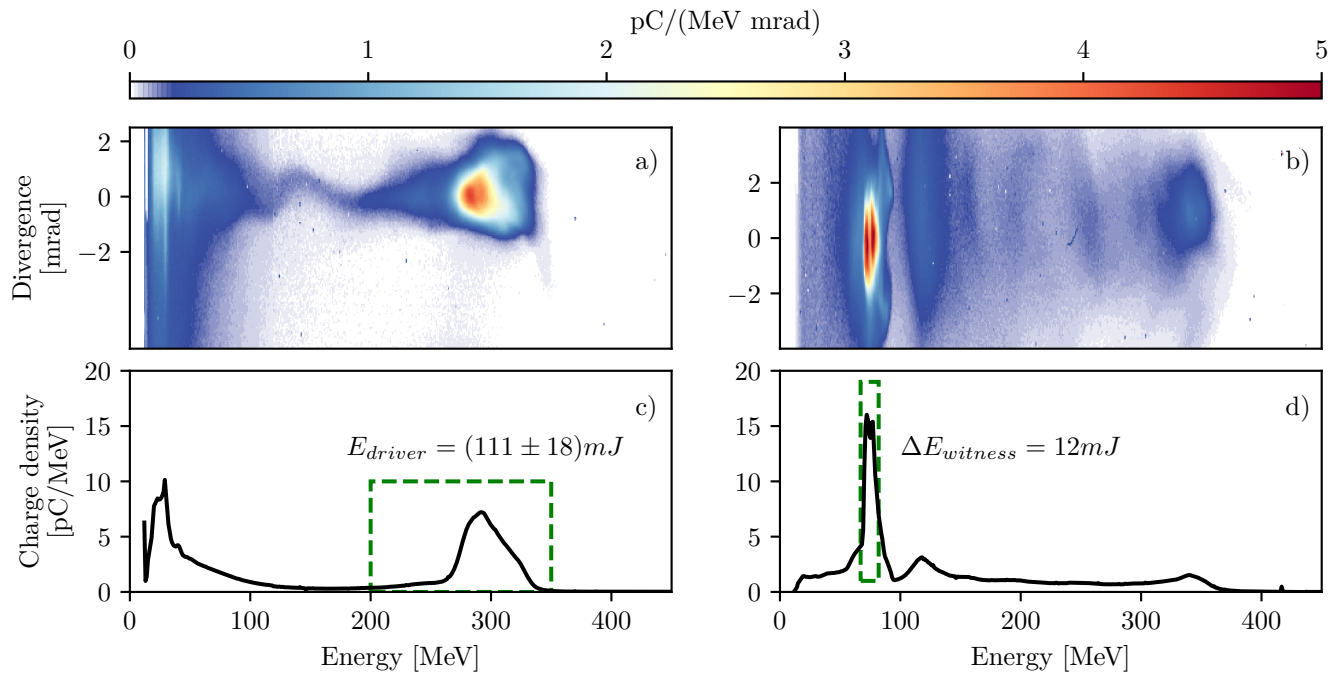 pC/(MeV mrad)
0 1 2 3 4 5
Divergence
[mrad]
2
0
−2
a)
2
0
−2
b)
Charge density
[pC/MeV]
20
15
10
5
0
c)
E_driver = (111 ± 18)mJ
0 100 200 300 400
Energy [MeV]
20
15
10
5
0
d)
ΔE_witness = 12mJ
0 100 200 300 400
Energy [MeV]